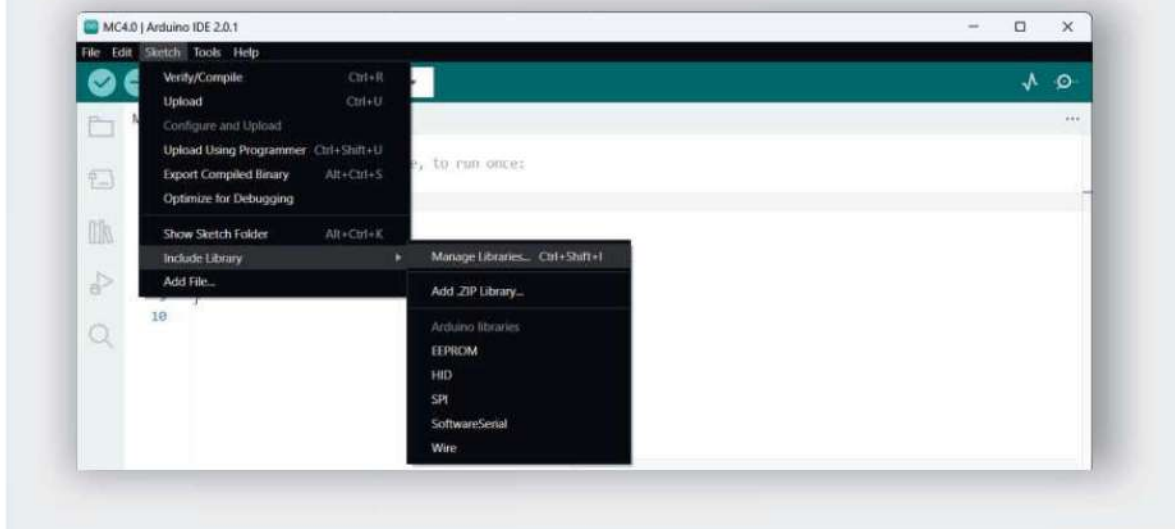 MC4.0 | Arduino IDE 2.0.1
File Edit Sketch Tools Help
Verify/Compile Ctrl+R
Upload Ctrl+U
Configure and Upload
Upload Using Programmer Ctrl+Shift+U
e, to run once:
Export Compiled Binary Alt+Ctrl+S
Optimize for Debugging
Show Sketch Folder Alt+Ctrl+K
Include Library
Manage Libraries... Ctrl+Shift+I
Add File...
Add .ZIP Library...
10
Arduino libraries
EEPROM
HID
SPI
SoftwareSerial
Wire